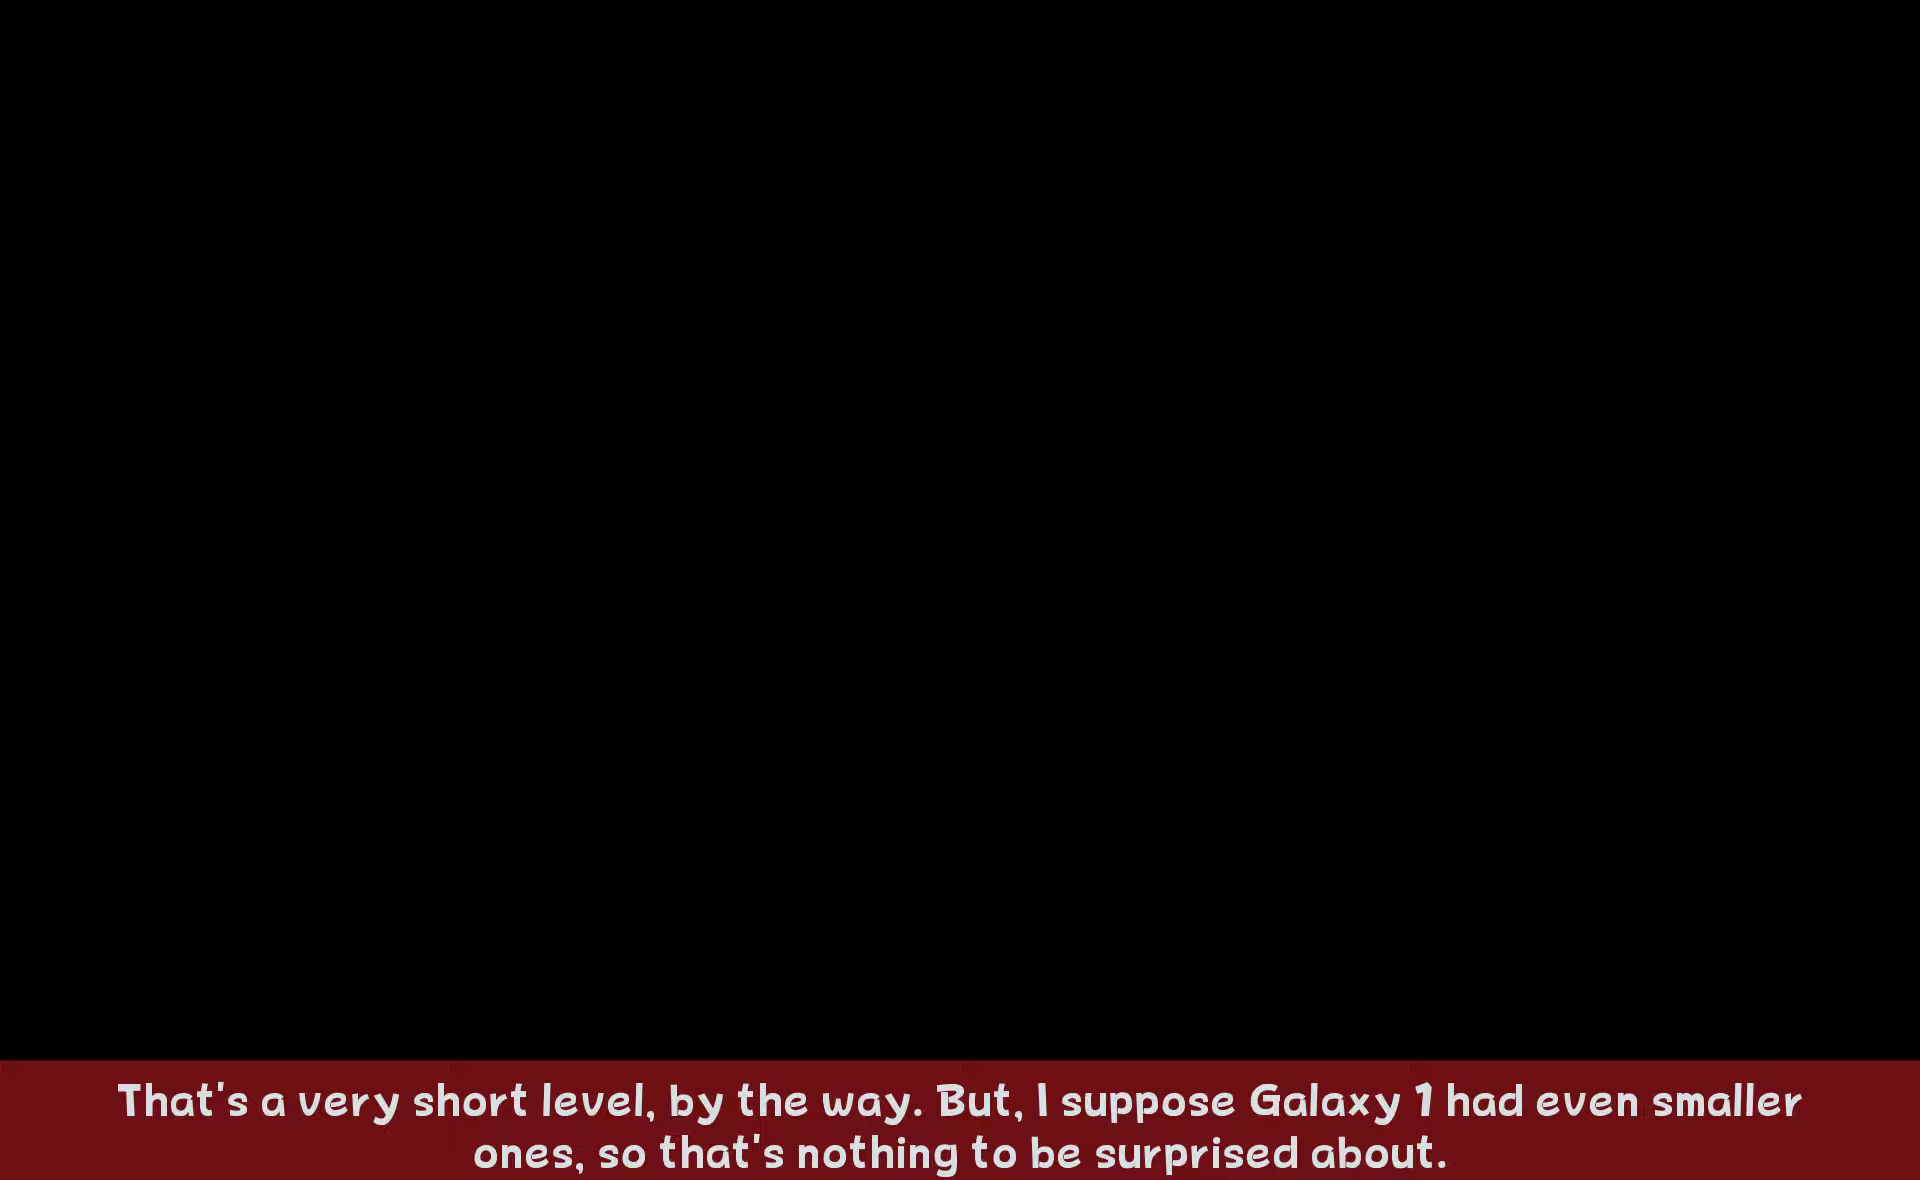 That's a very short level, by the way. But, I suppose Galaxy 1 had even smaller
ones, so that's nothing to be surprised about.